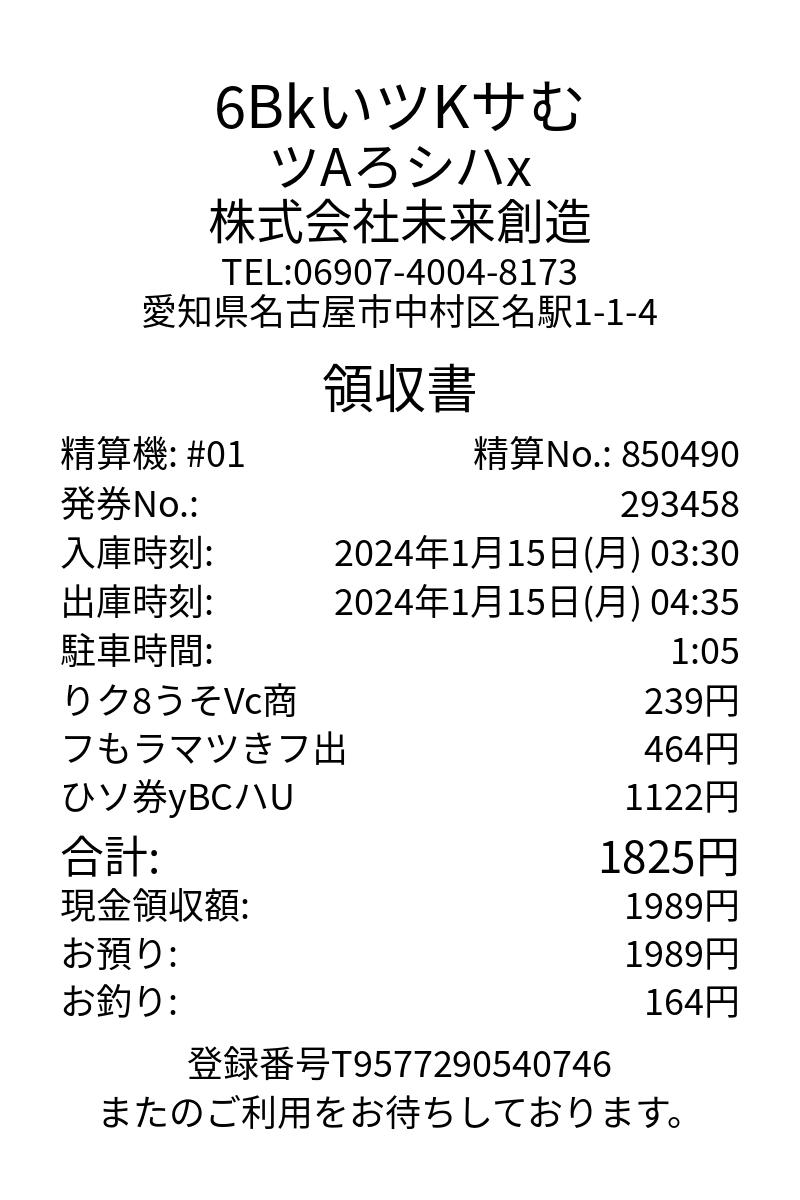 6BkいツKサむ
ツAろシハx
株式会社未来創造
TEL:06907-4004-8173
愛知県名古屋市中村区名駅1-1-4
領収書
精算機: #01 精算No.: 850490
発券No.: 293458
入庫時刻: 2024年1月15日(月) 03:30
出庫時刻: 2024年1月15日(月) 04:35
駐車時間: 1:05
りク8うそVc商 239円
フもラマツきフ出 464円
ひソ券yBCハU 1122円
合計: 1825円
現金領収額: 1989円
お預り: 1989円
お釣り: 164円
登録番号T9577290540746
またのご利用をお待ちしております。